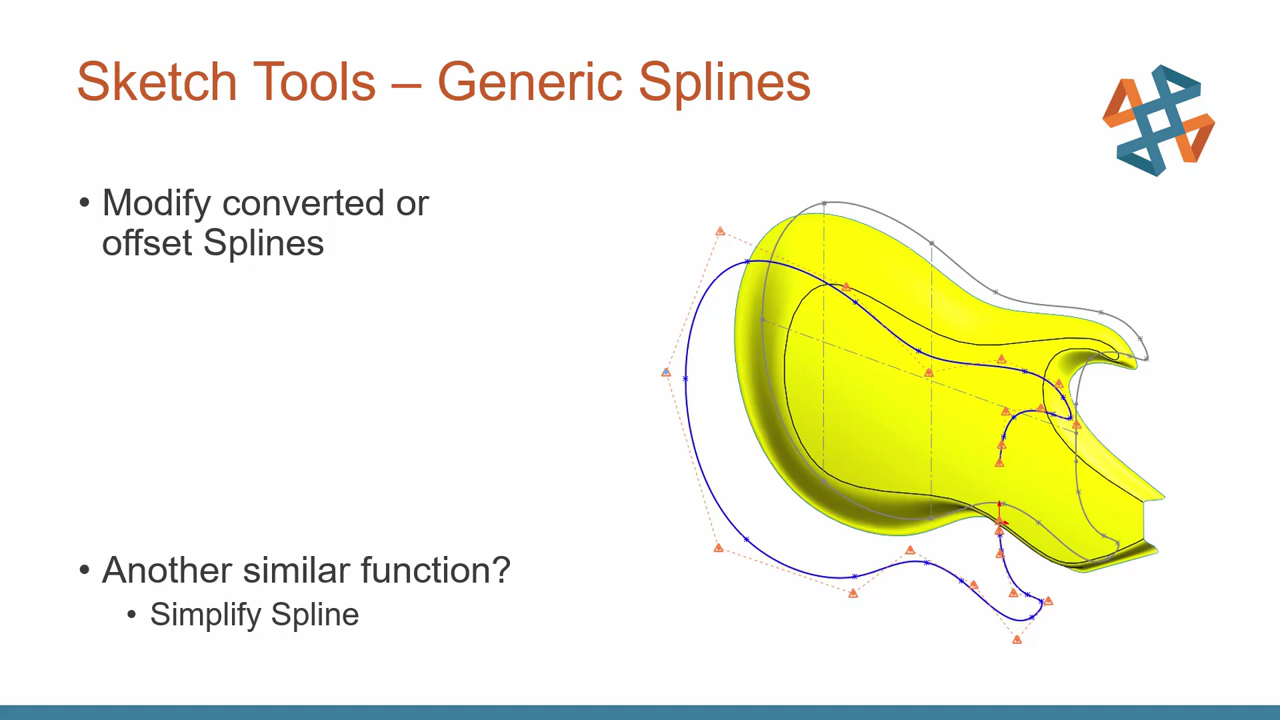 Sketch Tools – Generic Splines
• Modify converted or
offset Splines
• Another similar function?
• Simplify Spline